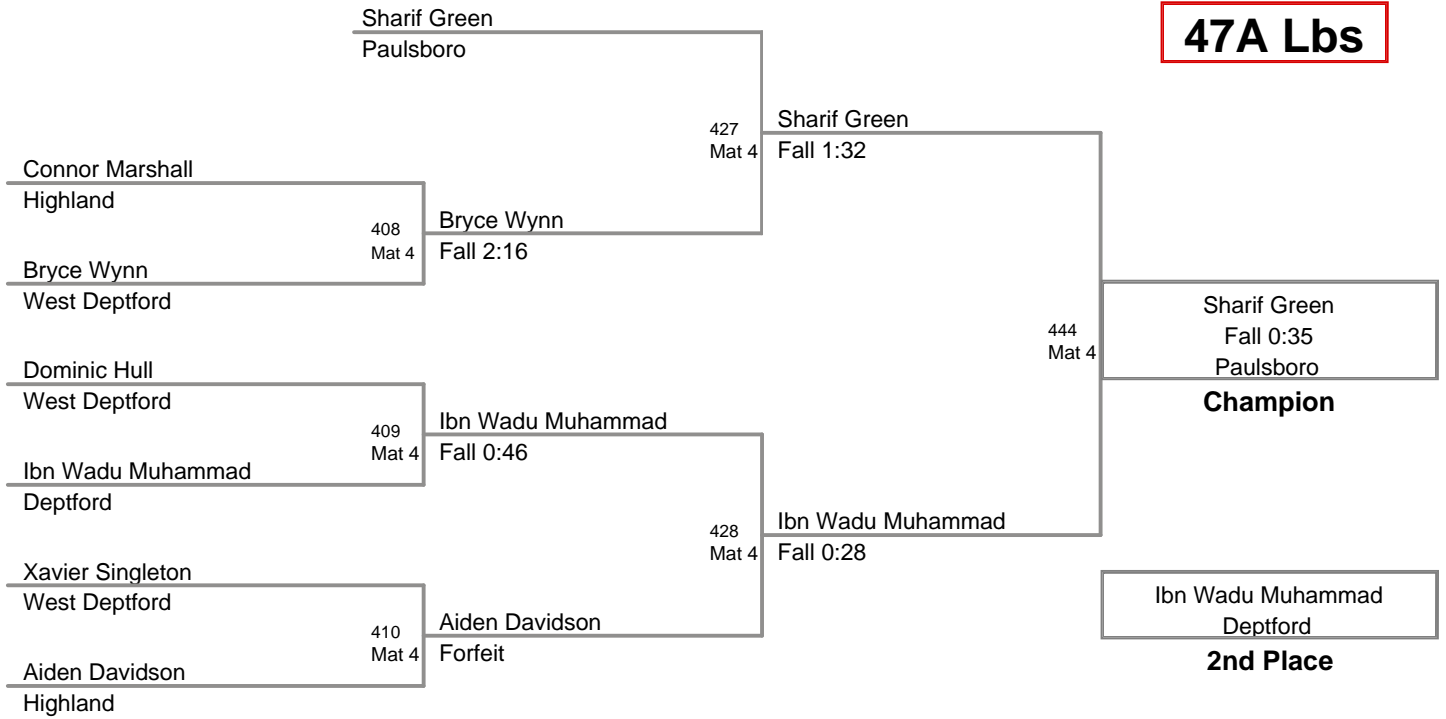 Sharif Green
Paulsboro
47A Lbs
427
Mat 4
Sharif Green
Fall 1:32
Connor Marshall
Highland
408
Mat 4
Bryce Wynn
Fall 2:16
Bryce Wynn
West Deptford
444
Mat 4
Sharif Green
Fall 0:35
Paulsboro
Champion
Dominic Hull
West Deptford
409
Mat 4
Ibn Wadu Muhammad
Fall 0:46
Ibn Wadu Muhammad
Deptford
428
Mat 4
Ibn Wadu Muhammad
Fall 0:28
Xavier Singleton
West Deptford
410
Mat 4
Aiden Davidson
Forfeit
Aiden Davidson
Highland
Ibn Wadu Muhammad
Deptford
2nd Place